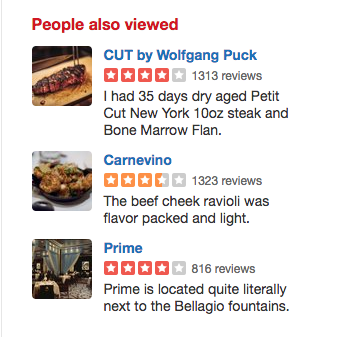 People also viewed
CUT by Wolfgang Puck
1313 reviews
I had 35 days dry aged Petit
Cut New York 10oz steak and
Bone Marrow Flan.
Carnevino
1323 reviews
The beef cheek ravioli was
flavor packed and light.
Prime
816 reviews
Prime is located quite literally
next to the Bellagio fountains.